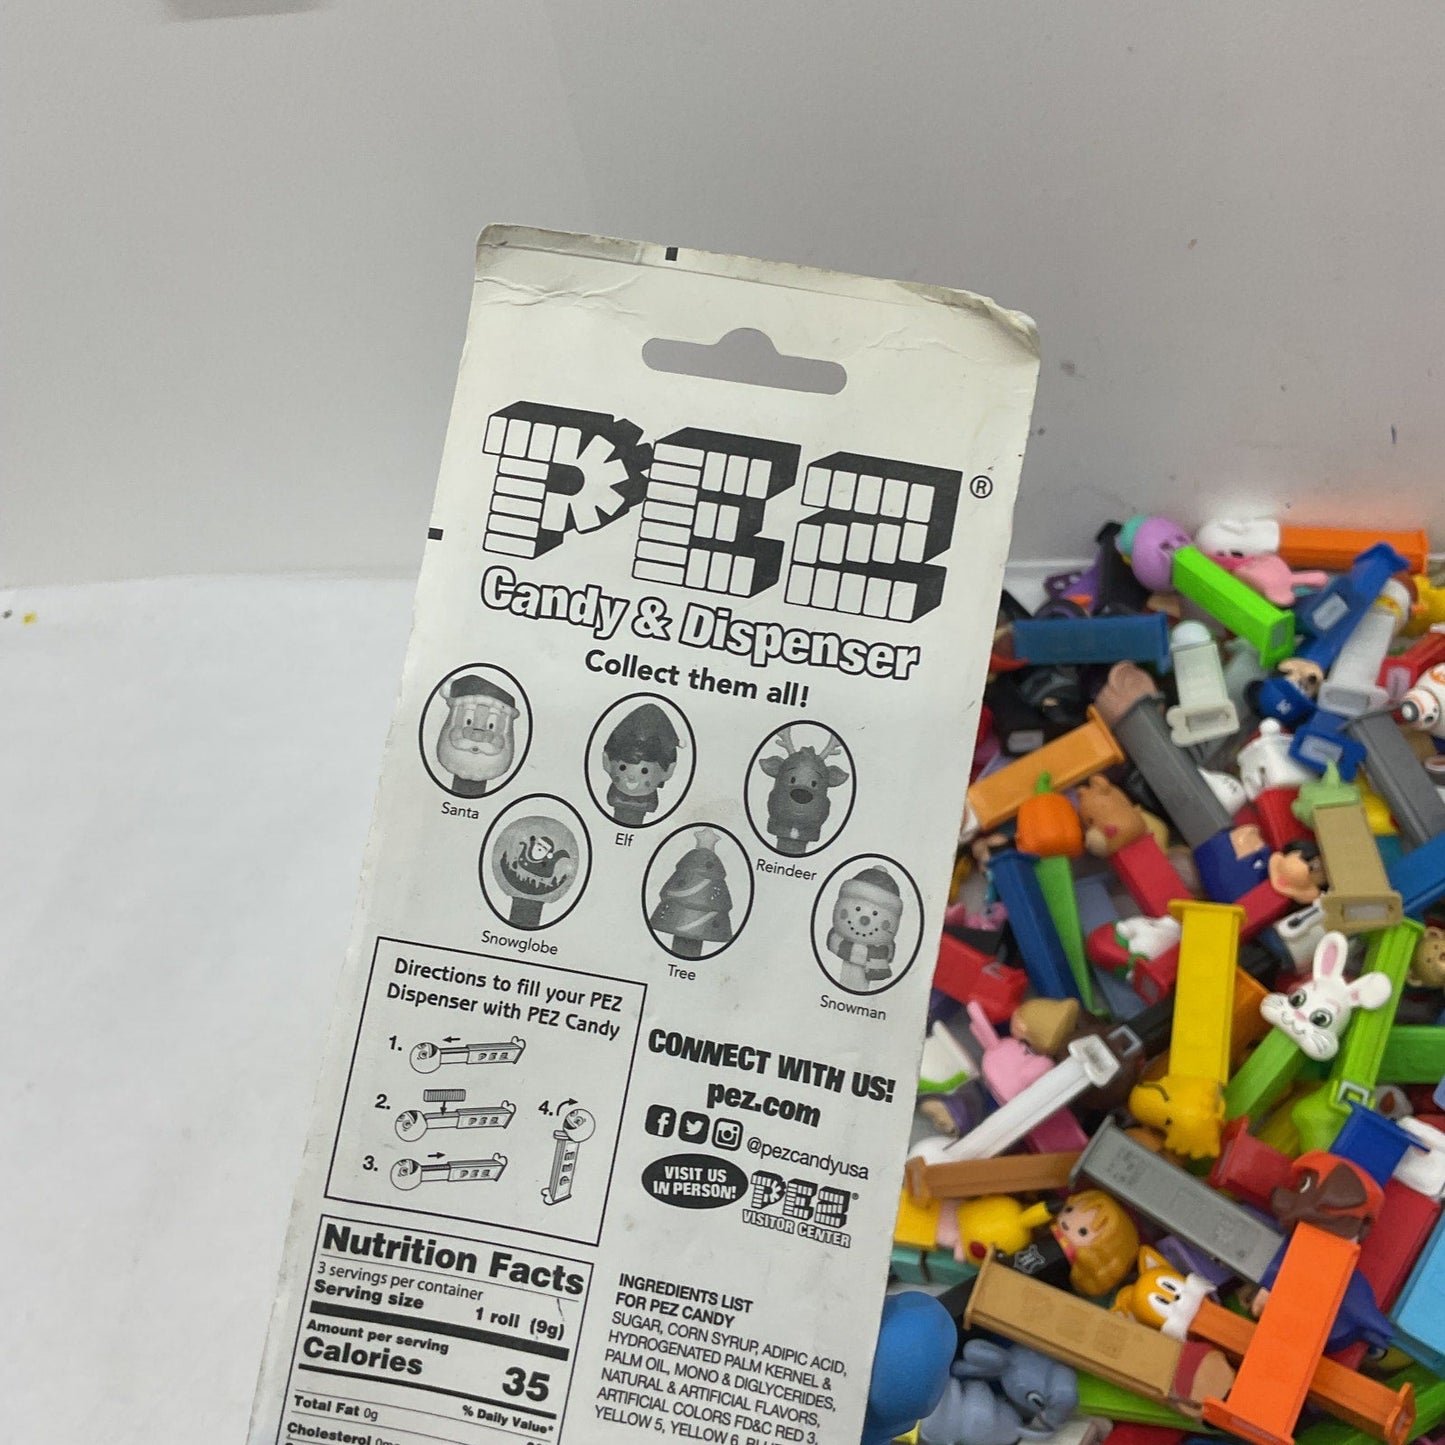 PEZ®
Candy & Dispenser
Collect them all!
Santa
Elf
Reindeer
Snowglobe
Tree
Snowman
Directions to fill your PEZ
Dispenser with PEZ Candy
1.
PEZ
2.
PEZ
3.
PEZ
4.
PEZ
CONNECT WITH US!
pez.com
@pezcandyusa
VISIT US
IN PERSON!
PEZ®
VISITOR CENTER
Nutrition Facts
3 servings per container
Serving size 1 roll (9g)
Amount per serving
Calories 35
% Daily Value*
Total Fat 0g
Cholesterol
INGREDIENTS LIST
FOR PEZ CANDY
SUGAR, CORN SYRUP, ADIPIC ACID,
HYDROGENATED PALM KERNEL &
PALM OIL, MONO & DIGLYCERIDES,
NATURAL & ARTIFICIAL FLAVORS,
ARTIFICIAL COLORS FD&C RED 3,
YELLOW 5, YELLOW 6,